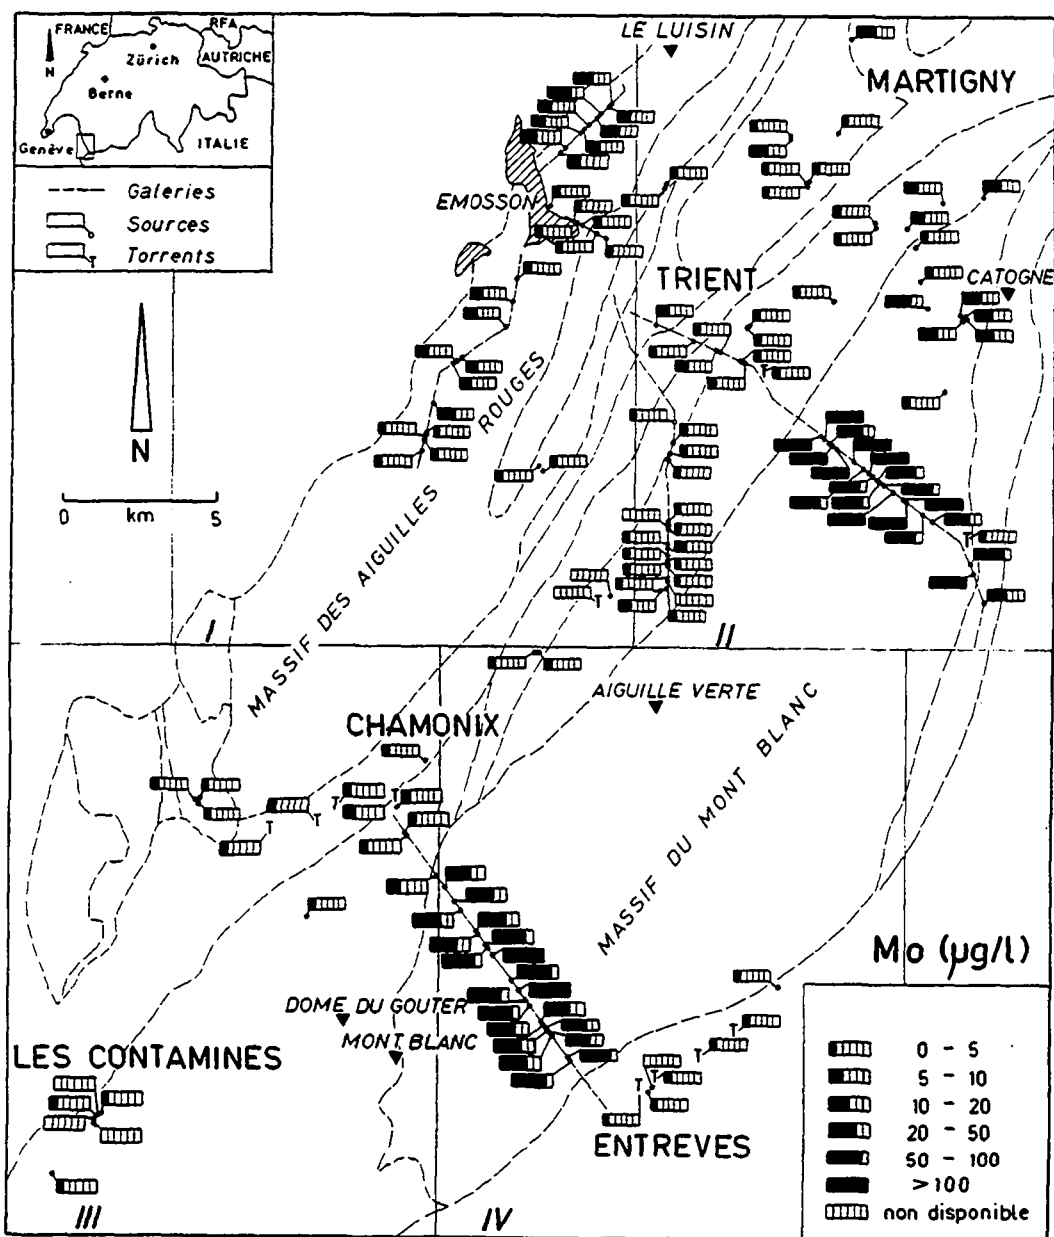 FRANCE
RFA
Zürich
AUTRICHE
N
Berne
Genève
ITALIE
Galeries
Sources
Torrents
LE LUISIN
MARTIGNY
EMOSSON
TRIENT
CATOGNE
N
0 km 5
MASSIF DES AIGUILLES ROUGES
I
II
AIGUILLE VERTE
CHAMONIX
MASSIF DU MONT BLANC
Mo (µg/l)
DOME DU GOUTER
MONT BLANC
LES CONTAMINES
ENTREVES
0 - 5
5 - 10
10 - 20
20 - 50
50 - 100
>100
non disponible
III
IV
T
T
T
T
T
T
T
T
T
T
T
T
T